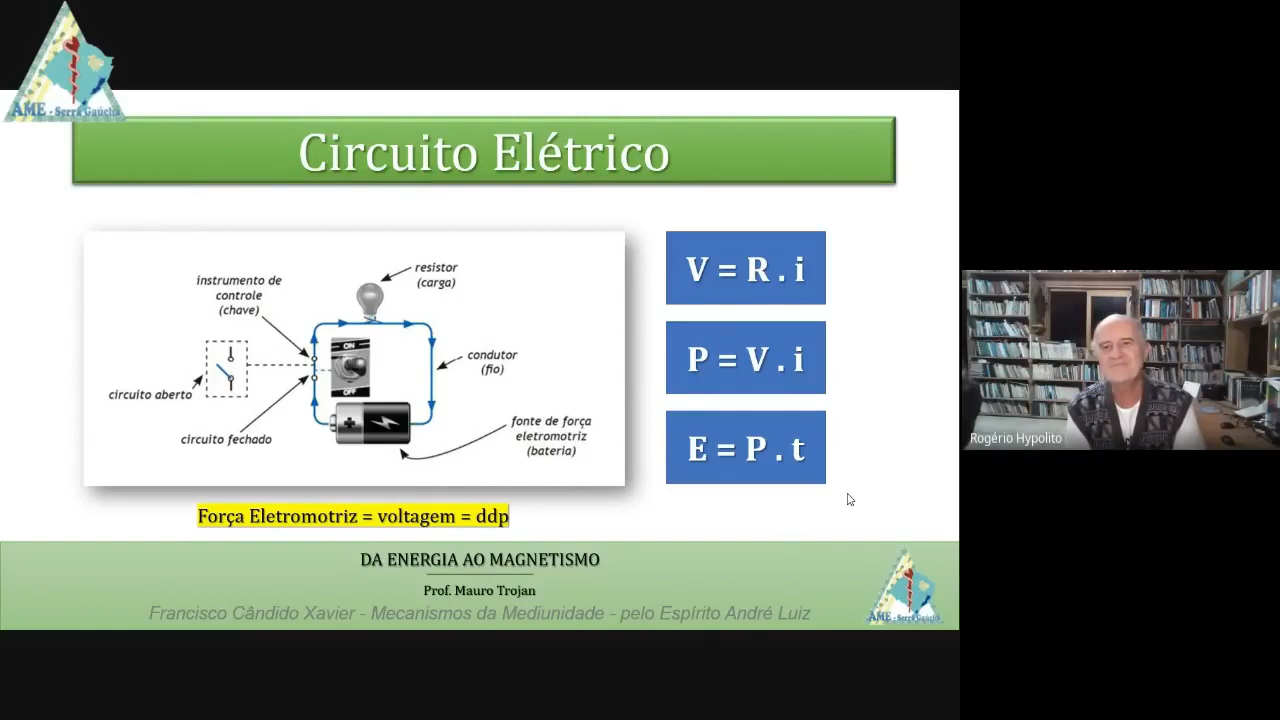 AME - Serra Gaúcha
Circuito Elétrico
instrumento de
controle
(chave)
resistor
(carga)
ON
OFF
condutor
(fio)
circuito aberto
circuito fechado
fonte de força
eletromotriz
(bateria)
V = R . i
P = V . i
E = P . t
Força Eletromotriz = voltagem = ddp
Rogério Hypolito
DA ENERGIA AO MAGNETISMO
Prof. Mauro Trojan
Francisco Cândido Xavier - Mecanismos da Mediunidade - pelo Espírito André Luiz
AME - Serra Gaúcha